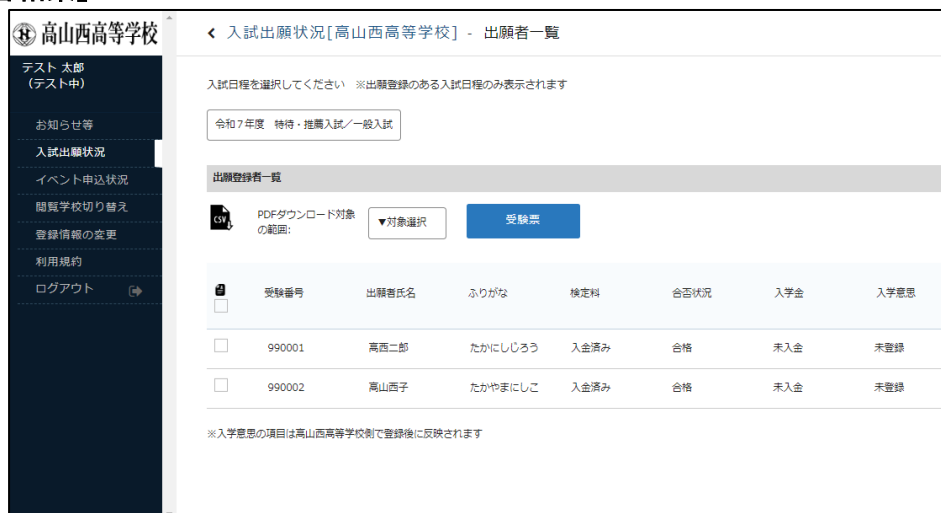 高山西高等学校
テスト 太郎
(テスト中)
お知らせ等
入試出願状況
イベント申込状況
閲覧学校切り替え
登録情報の変更
利用規約
ログアウト
入試出願状況[高山西高等学校] - 出願者一覧
入試日程を選択してください ※出願登録のある入試日程のみ表示されます
令和7年度 特待・推薦入試／一般入試
出願登録者一覧
CSV
PDFダウンロード対象
の範囲:
▼対象選択
受験票
受験番号 出願者氏名 ふりがな 検定料 合否状況 入学金 入学意思
990001 高西二郎 たかにしじろう 入金済み 合格 未入金 未登録
990002 高山西子 たかやまにしこ 入金済み 合格 未入金 未登録
※入学意思の項目は高山西高等学校側で登録後に反映されます